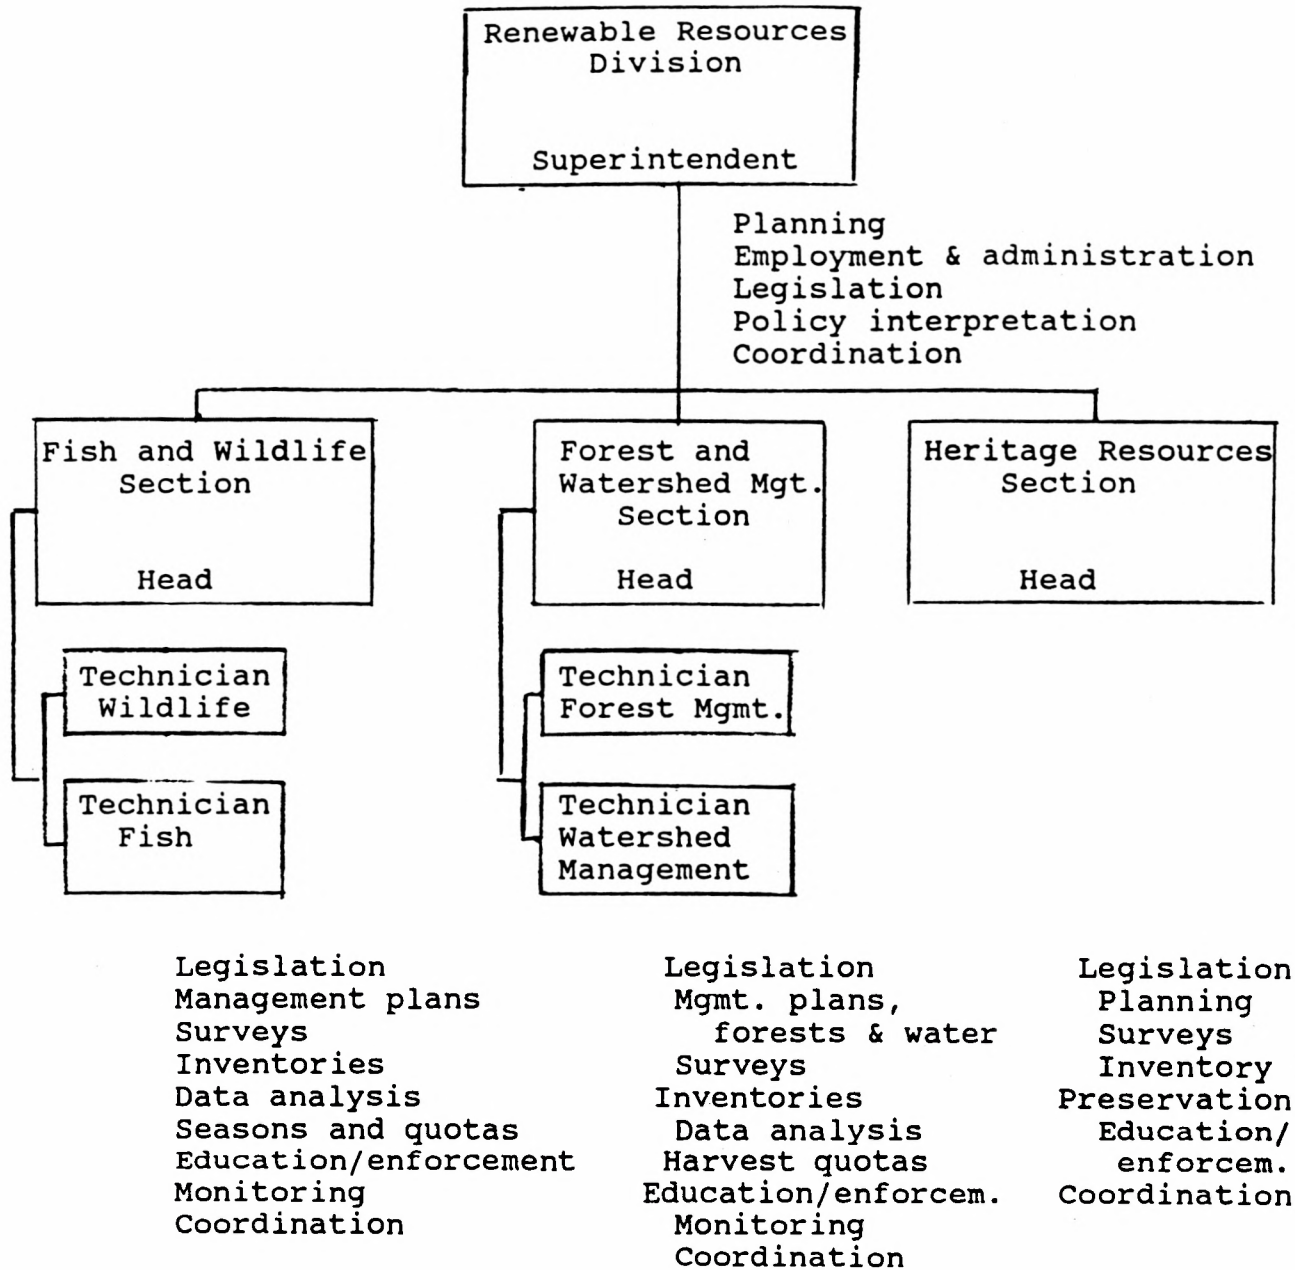 Renewable Resources
Division
Superintendent
Planning
Employment & administration
Legislation
Policy interpretation
Coordination
Fish and Wildlife
Section
Head
Forest and
Watershed Mgt.
Section
Head
Heritage Resources
Section
Head
Technician
Wildlife
Technician
Fish
Technician
Forest Mgmt.
Technician
Watershed
Management
Legislation
Management plans
Surveys
Inventories
Data analysis
Seasons and quotas
Education/enforcement
Monitoring
Coordination
Legislation
Mgmt. plans,
forests & water
Surveys
Inventories
Data analysis
Harvest quotas
Education/enforcem.
Monitoring
Coordination
Legislation
Planning
Surveys
Inventory
Preservation
Education/
enforcem.
Coordination